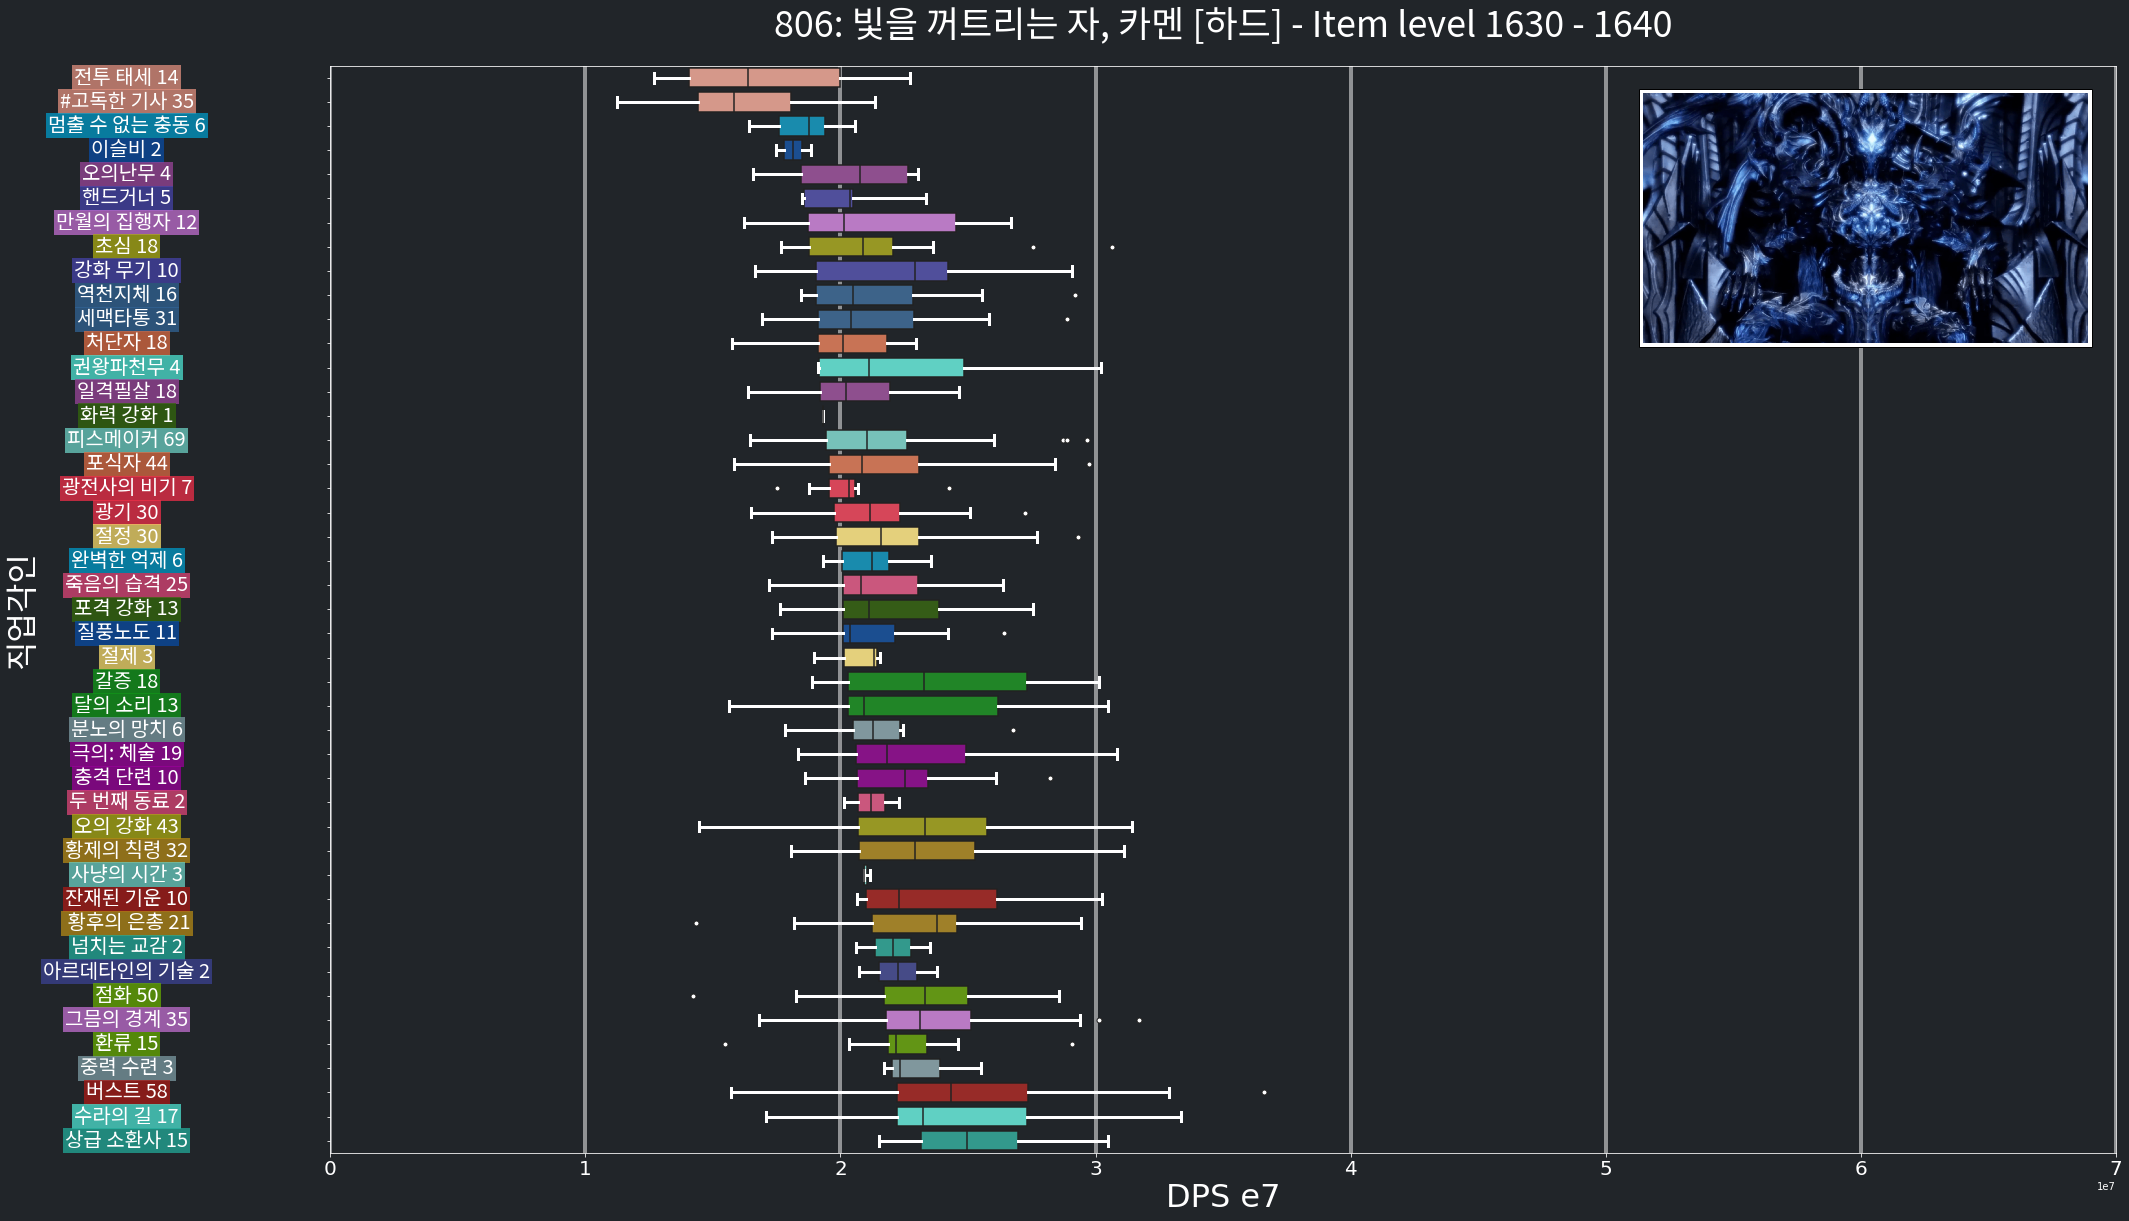 806: 빛을 꺼트리는 자, 카멘 [하드] - Item level 1630 - 1640
직업각인
전투 태세 14
#고독한 기사 35
멈출 수 없는 충동 6
이슬비 2
오의난무 4
핸드거너 5
만월의 집행자 12
초심 18
강화 무기 10
역천지체 16
세맥타통 31
처단자 18
권왕파천무 4
일격필살 18
화력 강화 1
피스메이커 69
포식자 44
광전사의 비기 7
광기 30
절정 30
완벽한 억제 6
죽음의 습격 25
포격 강화 13
질풍노도 11
절제 3
갈증 18
달의 소리 13
분노의 망치 6
극의: 체술 19
충격 단련 10
두 번째 동료 2
오의 강화 43
황제의 칙령 32
사냥의 시간 3
잔재된 기운 10
황후의 은총 21
넘치는 교감 2
아르데타인의 기술 2
점화 50
그믐의 경계 35
환류 15
중력 수련 3
버스트 58
수라의 길 17
상급 소환사 15
0 1 2 3 4 5 6 7
1e7
DPS e7